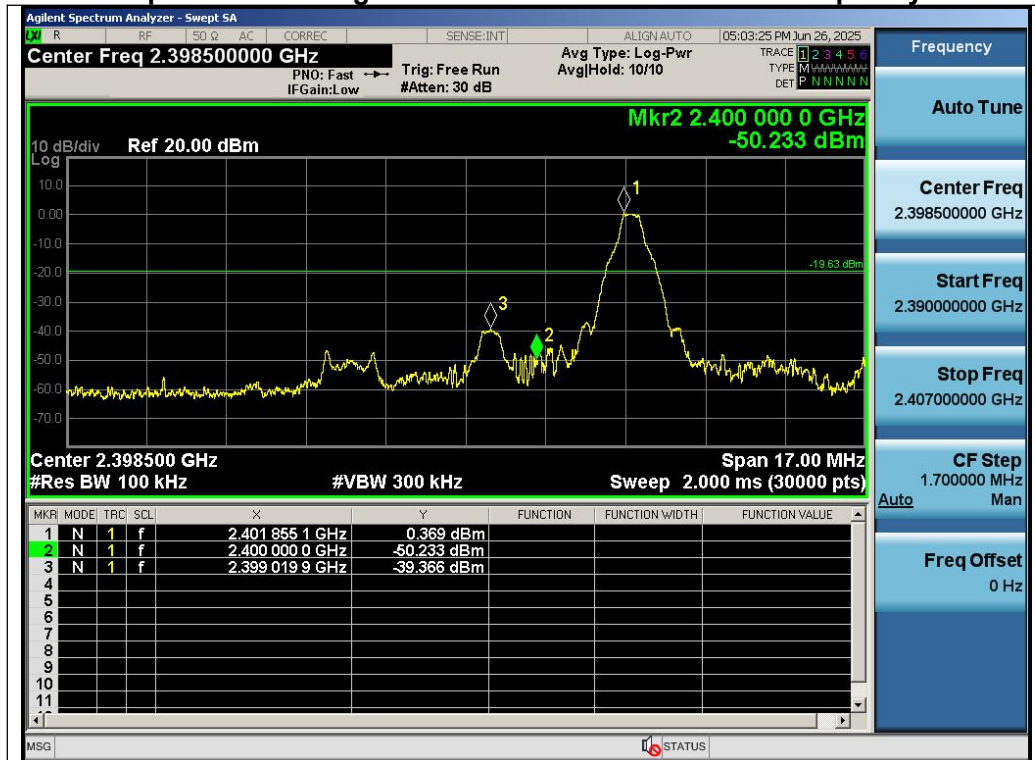 Agilent Spectrum Analyzer - Swept SA
LXI R RF 50 Ω AC CORREC SENSE:INT ALIGN AUTO 05:03:25 PM Jun 26, 2025
Center Freq 2.398500000 GHz
PNO: Fast
IFGain:Low
Trig: Free Run
#Atten: 30 dB
Avg Type: Log-Pwr
Avg|Hold: 10/10
TRACE 1 2 3 4 5 6
TYPE M
DET P N N N N N
Mkr2 2.400 000 0 GHz
-50.233 dBm
10 dB/div Ref 20.00 dBm
Log
10.0
0.00
-10.0
-20.0
-30.0
-40.0
-50.0
-60.0
-70.0
1
-19.63 dBm
3
2
Center 2.398500 GHz Span 17.00 MHz
#Res BW 100 kHz #VBW 300 kHz Sweep 2.000 ms (30000 pts)
MKR MODE TRC SCL X Y FUNCTION FUNCTION WIDTH FUNCTION VALUE
1 N 1 f 2.401 855 1 GHz 0.369 dBm
2 N 1 f 2.400 000 0 GHz -50.233 dBm
3 N 1 f 2.399 019 9 GHz -39.366 dBm
4
5
6
7
8
9
10
11
MSG STATUS
Frequency
Auto Tune
Center Freq
2.398500000 GHz
Start Freq
2.390000000 GHz
Stop Freq
2.407000000 GHz
CF Step
1.700000 MHz
Auto Man
Freq Offset
0 Hz